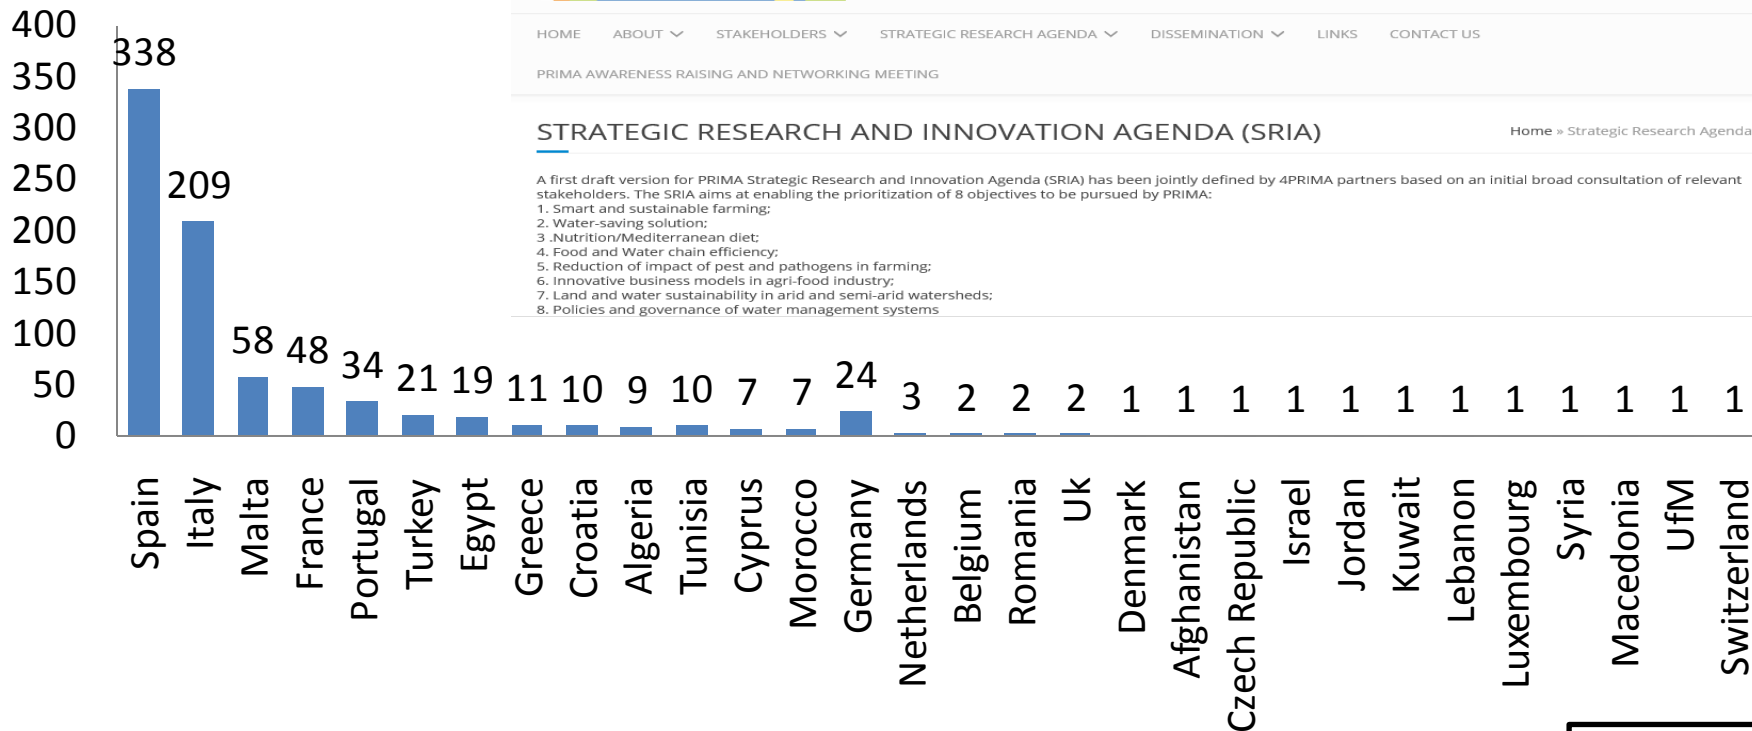 400
350
300
250
200
150
100
50
0
338
209
58
48
34
21
19
11
10
9
10
7
7
24
3
2
2
2
1
1
1
1
1
1
1
1
1
1
1
1
Spain
Italy
Malta
France
Portugal
Turkey
Egypt
Greece
Croatia
Algeria
Tunisia
Cyprus
Morocco
Germany
Netherlands
Belgium
Romania
Uk
Denmark
Afghanistan
Czech Republic
Israel
Jordan
Kuwait
Lebanon
Luxembourg
Syria
Macedonia
UfM
Switzerland
HOME ABOUT STAKEHOLDERS STRATEGIC RESEARCH AGENDA DISSEMINATION LINKS CONTACT US
PRIMA AWARENESS RAISING AND NETWORKING MEETING
STRATEGIC RESEARCH AND INNOVATION AGENDA (SRIA)
Home » Strategic Research Agenda
A first draft version for PRIMA Strategic Research and Innovation Agenda (SRIA) has been jointly defined by 4PRIMA partners based on an initial broad consultation of relevant
stakeholders. The SRIA aims at enabling the prioritization of 8 objectives to be pursued by PRIMA:
1. Smart and sustainable farming;
2. Water-saving solution;
3 .Nutrition/Mediterranean diet;
4. Food and Water chain efficiency;
5. Reduction of impact of pest and pathogens in farming;
6. Innovative business models in agri-food industry;
7. Land and water sustainability in arid and semi-arid watersheds;
8. Policies and governance of water management systems